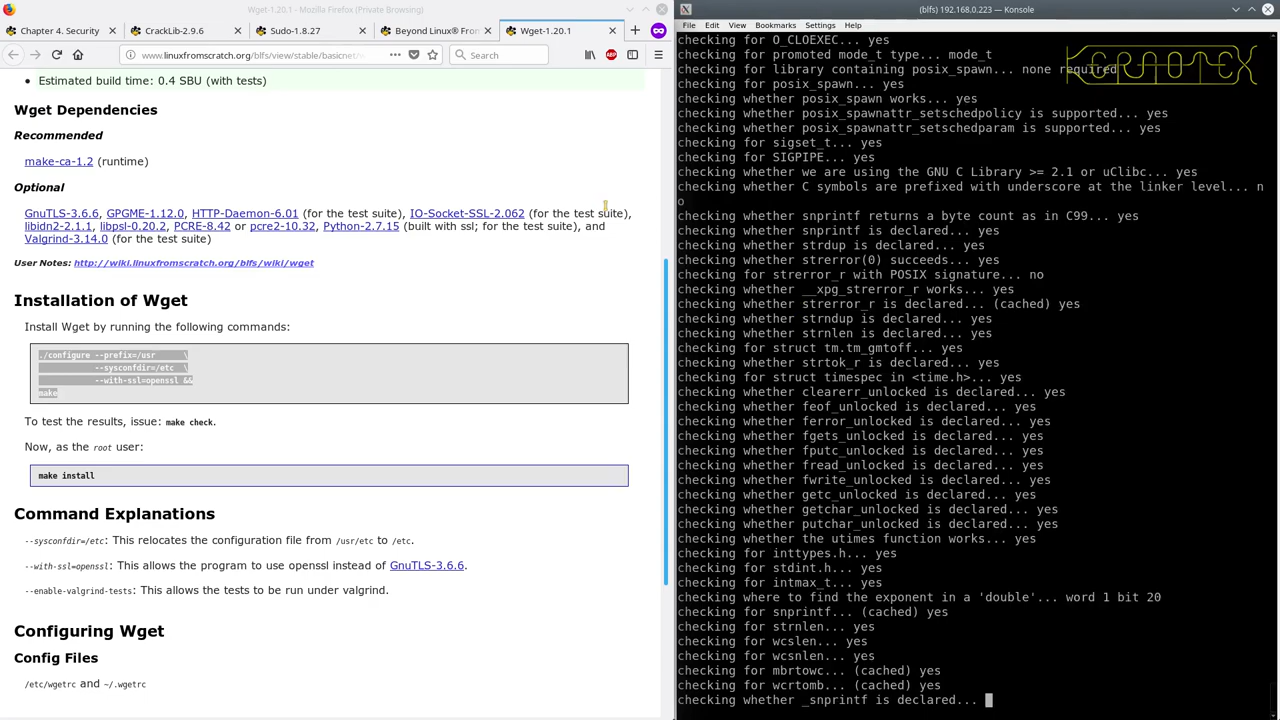 Wget-1.20.1 - Mozilla Firefox (Private Browsing)
Chapter 4. Security
CrackLib-2.9.6
Sudo-1.8.27
Beyond Linux® From
Wget-1.20.1
www.linuxfromscratch.org/blfs/view/stable/basicnet
Search
Estimated build time: 0.4 SBU (with tests)
Wget Dependencies
Recommended
make-ca-1.2 (runtime)
Optional
GnuTLS-3.6.6, GPGME-1.12.0, HTTP-Daemon-6.01 (for the test suite), IO-Socket-SSL-2.062 (for the test suite),
libidn2-2.1.1, libpsl-0.20.2, PCRE-8.42 or pcre2-10.32, Python-2.7.15 (built with ssl; for the test suite), and
Valgrind-3.14.0 (for the test suite)
User Notes: http://wiki.linuxfromscratch.org/blfs/wiki/wget
Installation of Wget
Install Wget by running the following commands:
./configure --prefix=/usr \
--sysconfdir=/etc \
--with-ssl=openssl &&
make
To test the results, issue: make check.
Now, as the root user:
make install
Command Explanations
--sysconfdir=/etc: This relocates the configuration file from /usr/etc to /etc.
--with-ssl=openssl: This allows the program to use openssl instead of GnuTLS-3.6.6.
--enable-valgrind-tests: This allows the tests to be run under valgrind.
Configuring Wget
Config Files
/etc/wgetrc and ~/.wgetrc
(blfs) 192.168.0.223 — Konsole
File Edit View Bookmarks Settings Help
KERAOTEX
checking for O_CLOEXEC... yes
checking for promoted mode_t type... mode_t
checking for library containing posix_spawn... none required
checking for posix_spawn... yes
checking whether posix_spawn works... yes
checking whether posix_spawnattr_setschedpolicy is supported... yes
checking whether posix_spawnattr_setschedparam is supported... yes
checking for sigset_t... yes
checking for SIGPIPE... yes
checking whether we are using the GNU C Library >= 2.1 or uClibc... yes
checking whether C symbols are prefixed with underscore at the linker level... n
o
checking whether snprintf returns a byte count as in C99... yes
checking whether snprintf is declared... yes
checking whether strdup is declared... yes
checking whether strerror(0) succeeds... yes
checking for strerror_r with POSIX signature... no
checking whether __xpg_strerror_r works... yes
checking whether strerror_r is declared... (cached) yes
checking whether strndup is declared... yes
checking whether strnlen is declared... yes
checking for struct tm.tm_gmtoff... yes
checking whether strtok_r is declared... yes
checking for struct timespec in <time.h>... yes
checking whether clearerr_unlocked is declared... yes
checking whether feof_unlocked is declared... yes
checking whether ferror_unlocked is declared... yes
checking whether fgets_unlocked is declared... yes
checking whether fputc_unlocked is declared... yes
checking whether fread_unlocked is declared... yes
checking whether fwrite_unlocked is declared... yes
checking whether getc_unlocked is declared... yes
checking whether getchar_unlocked is declared... yes
checking whether putchar_unlocked is declared... yes
checking whether the utimes function works... yes
checking for inttypes.h... yes
checking for stdint.h... yes
checking for intmax_t... yes
checking where to find the exponent in a 'double'... word 1 bit 20
checking for snprintf... (cached) yes
checking for strnlen... yes
checking for wcslen... yes
checking for wcsnlen... yes
checking for mbrtowc... (cached) yes
checking for wcrtomb... (cached) yes
checking whether _snprintf is declared...